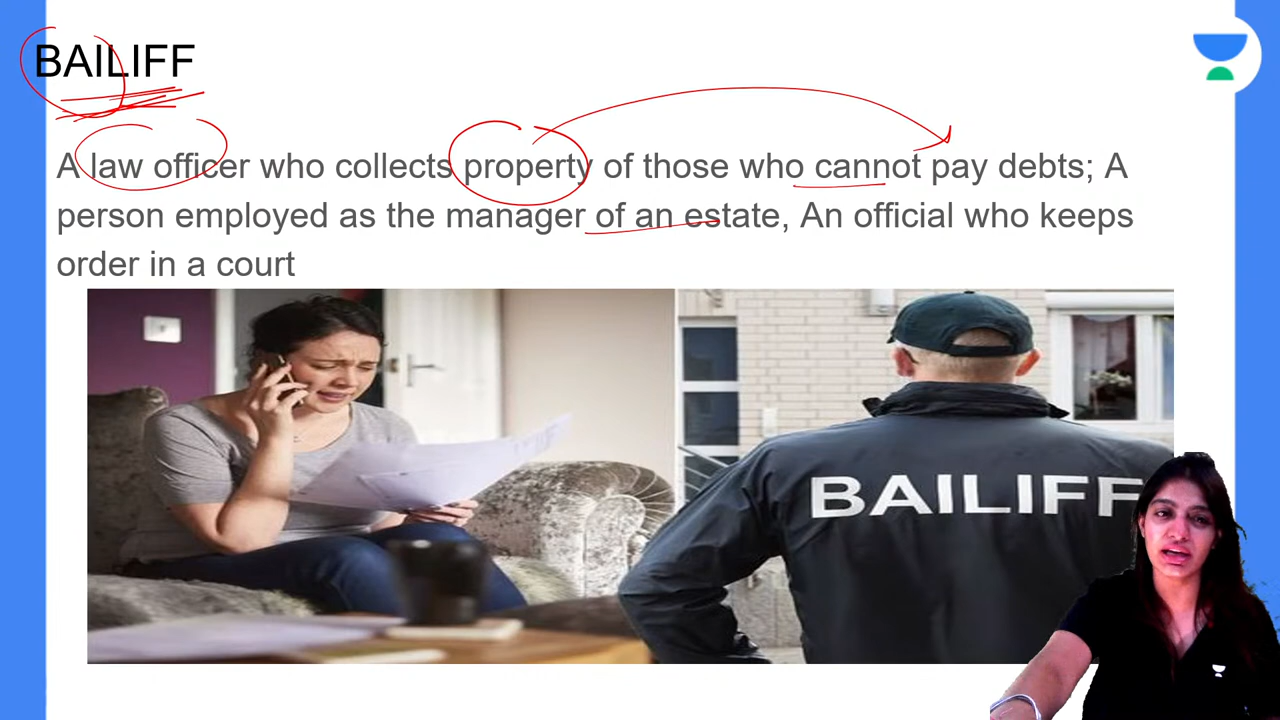 BAILIFF
A law officer who collects property of those who cannot pay debts; A
person employed as the manager of an estate, An official who keeps
order in a court
BAILIFF